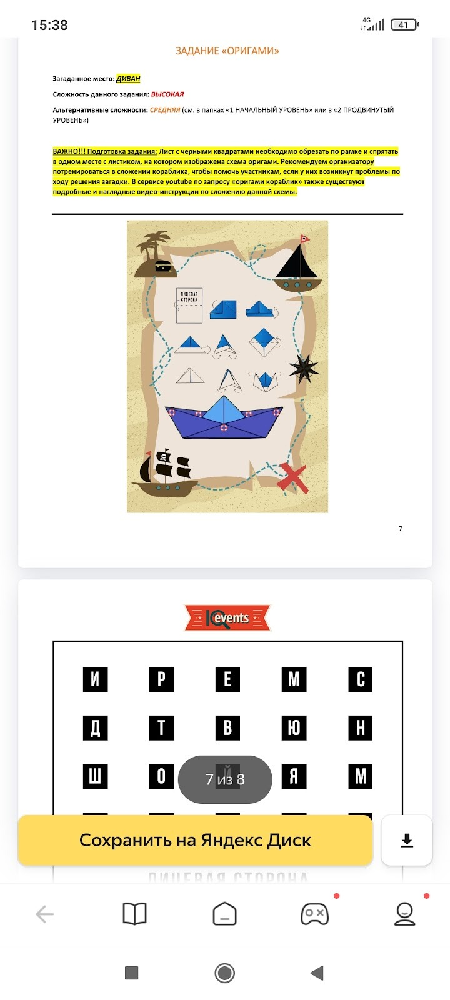 15:38
4G
41
ЗАДАНИЕ «ОРИГАМИ»
Загаданное место: ДИВАН
Сложность данного задания: ВЫСОКАЯ
Альтернативные сложности: СРЕДНЯЯ (см. в папках «1 НАЧАЛЬНЫЙ УРОВЕНЬ» или в «2 ПРОДВИНУТЫЙ
УРОВЕНЬ»)
ВАЖНО!!! Подготовка задания: Лист с черными квадратами необходимо обрезать по рамке и спрятать
в одном месте с листиком, на котором изображена схема оригами. Рекомендуем организатору
потренироваться в сложении кораблика, чтобы помочь участникам, если у них возникнут проблемы по
ходу решения загадки. В сервисе youtube по запросу «оригами кораблик» также существуют
подробные и наглядные видео-инструкции по сложению данной схемы.
ЛИЦЕВАЯ
СТОРОНА
7
IQevents
И Р Е М С
Д Т В Ю Н
Ш О Й Я М
7 из 8
Сохранить на Яндекс Диск
ЛИЦЕВАЯ СТОРОНА